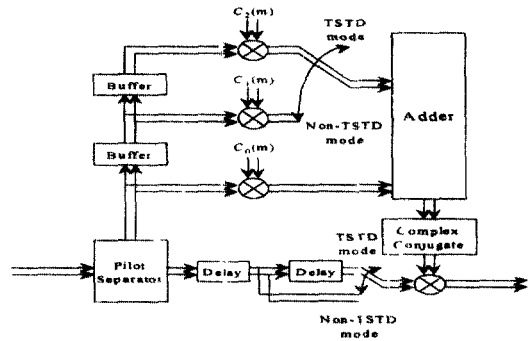 C₂(m)
TSTD
mode
Buffer
C₁(m)
Non-TSTD
mode
Adder
Buffer
C₀(m)
Complex
Conjugate
TSTD
mode
Pilot
Separator
Delay
Delay
Non-TSTD
mode